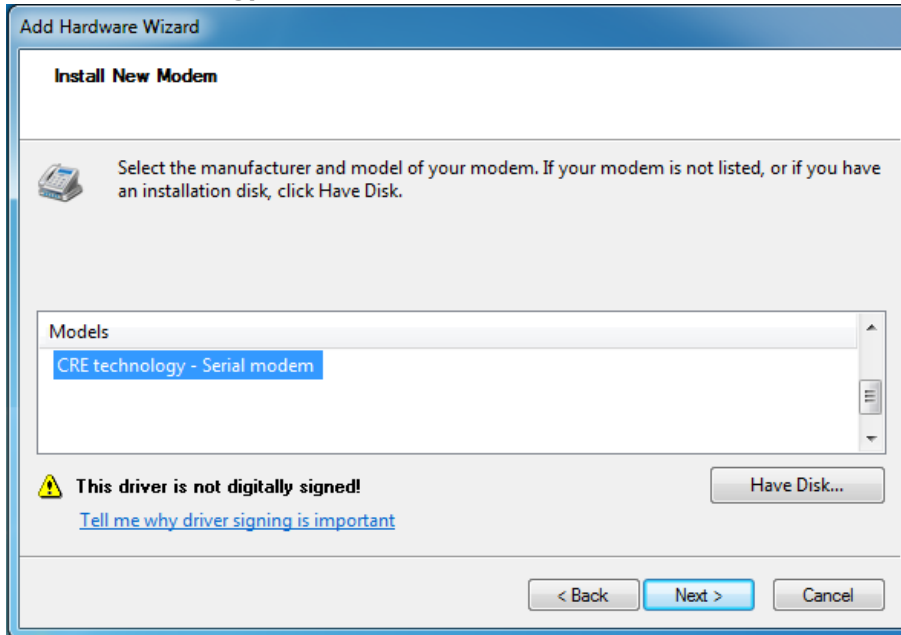 Add Hardware Wizard
Install New Modem
Select the manufacturer and model of your modem. If your modem is not listed, or if you have
an installation disk, click Have Disk.
Models
CRE technology - Serial modem
This driver is not digitally signed!
Have Disk...
Tell me why driver signing is important
< Back
Next >
Cancel